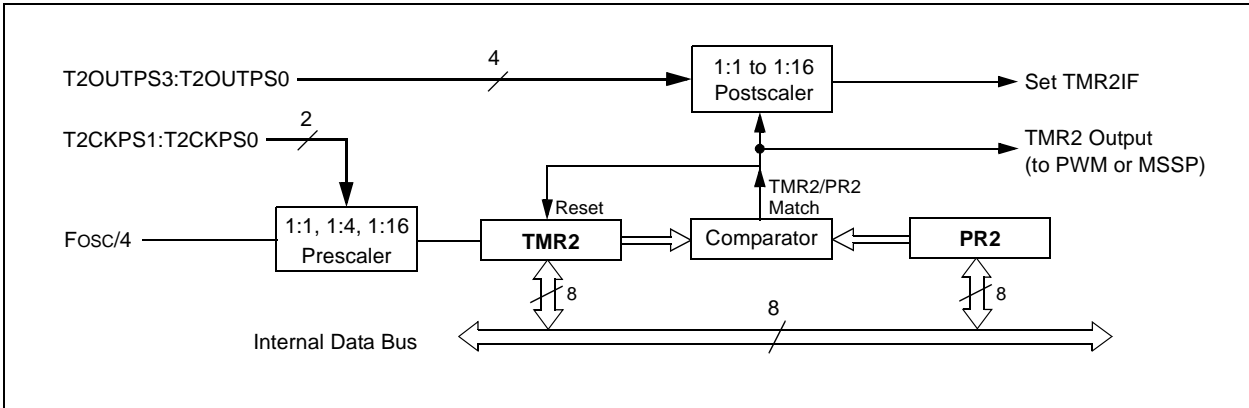 T2OUTPS3:T2OUTPS0
4
1:1 to 1:16
Postscaler
Set TMR2IF
T2CKPS1:T2CKPS0
2
TMR2 Output
(to PWM or MSSP)
TMR2/PR2
Match
Reset
1:1, 1:4, 1:16
Prescaler
FOSC/4
TMR2
Comparator
PR2
8
8
8
Internal Data Bus